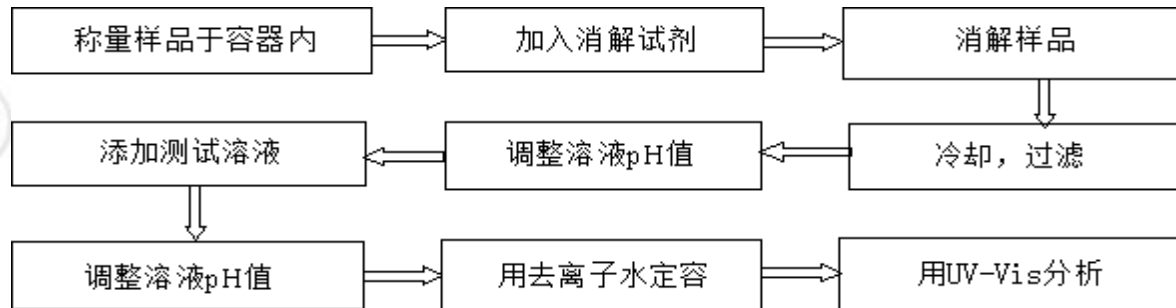 称量样品于容器内
加入消解试剂
消解样品
冷却，过滤
调整溶液pH值
添加测试溶液
调整溶液pH值
用去离子水定容
用UV-Vis分析